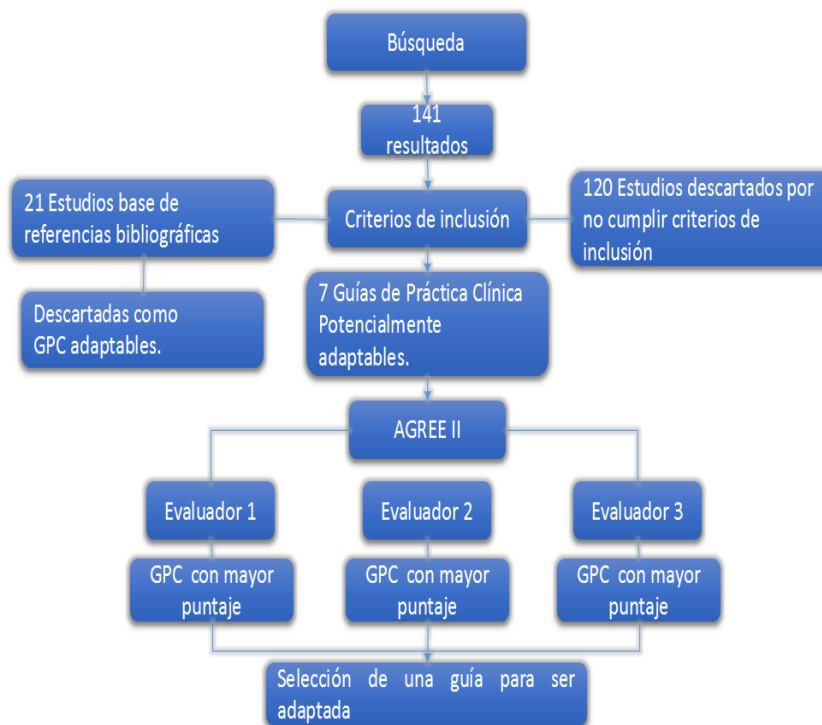 Búsqueda
141
resultados
21 Estudios base de
referencias bibliográficas
Criterios de inclusión
120 Estudios descartados por
no cumplir criterios de
inclusión
Descartadas como
GPC adaptables.
7 Guías de Práctica Clínica
Potencialmente
adaptables.
AGREE II
Evaluador 1
Evaluador 2
Evaluador 3
GPC con mayor
puntaje
GPC con mayor
puntaje
GPC con mayor
puntaje
Selección de una guía para ser
adaptada